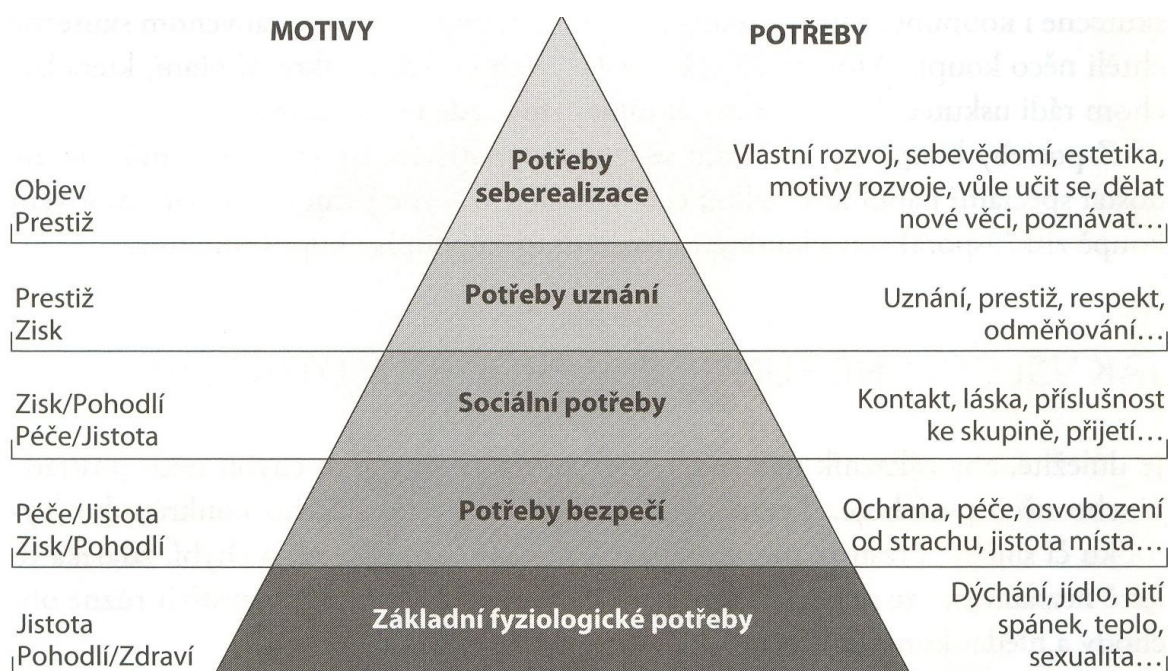 MOTIVY
POTŘEBY
Objev
Prestiž
Potřeby
seberealizace
Vlastní rozvoj, sebevědomí, estetika,
motivy rozvoje, vůle učit se, dělat
nové věci, poznávat…
Prestiž
Zisk
Potřeby uznání
Uznání, prestiž, respekt,
odměňování…
Zisk/Pohodlí
Péče/Jistota
Sociální potřeby
Kontakt, láska, příslušnost
ke skupině, přijetí…
Péče/Jistota
Zisk/Pohodlí
Potřeby bezpečí
Ochrana, péče, osvobození
od strachu, jistota místa…
Jistota
Pohodlí/Zdraví
Základní fyziologické potřeby
Dýchání, jídlo, pití
spánek, teplo,
sexualita…